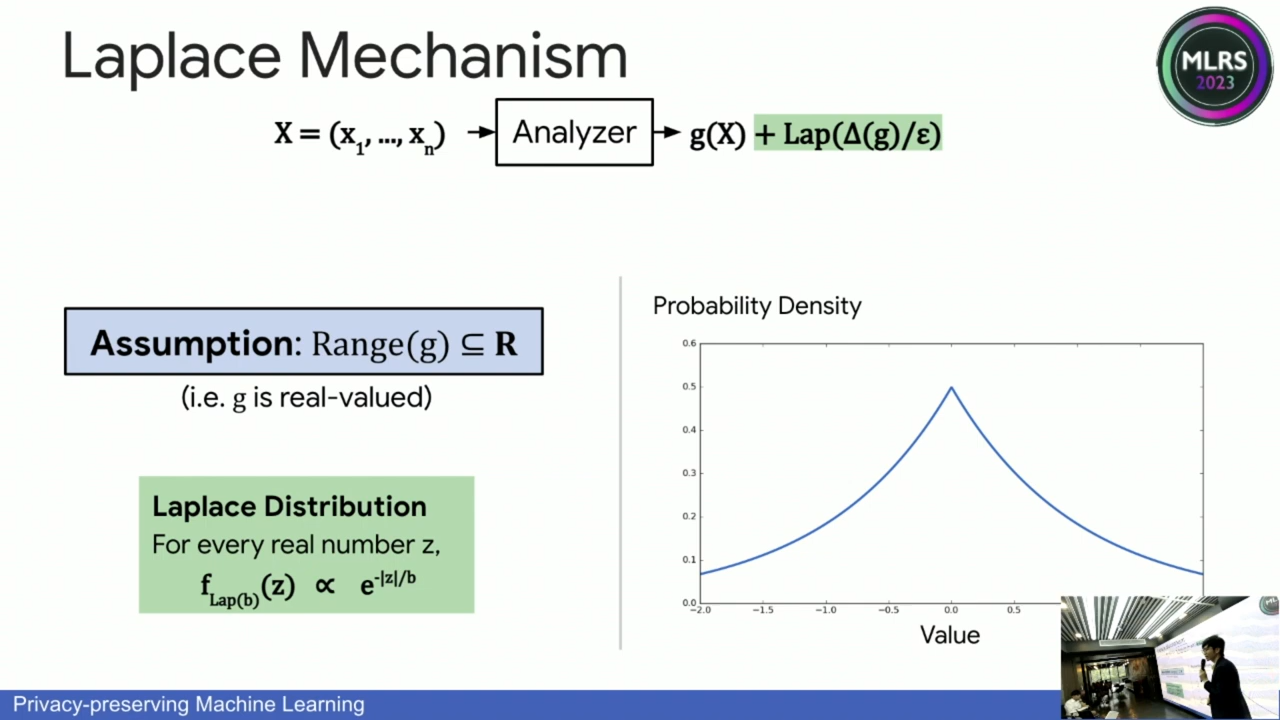 Laplace Mechanism
MLRS
2023
X = (x₁, ..., xₙ) → Analyzer → g(X) + Lap(Δ(g)/ε)
Assumption: Range(g) ⊆ R
(i.e. g is real-valued)
Laplace Distribution
For every real number z,
f_Lap(b)(z) ∝ e^-|z|/b
Probability Density
0.6
0.5
0.4
0.3
0.2
0.1
0.0
−2.0 −1.5 −1.0 −0.5 0.0 0.5
Value
Privacy-preserving Machine Learning